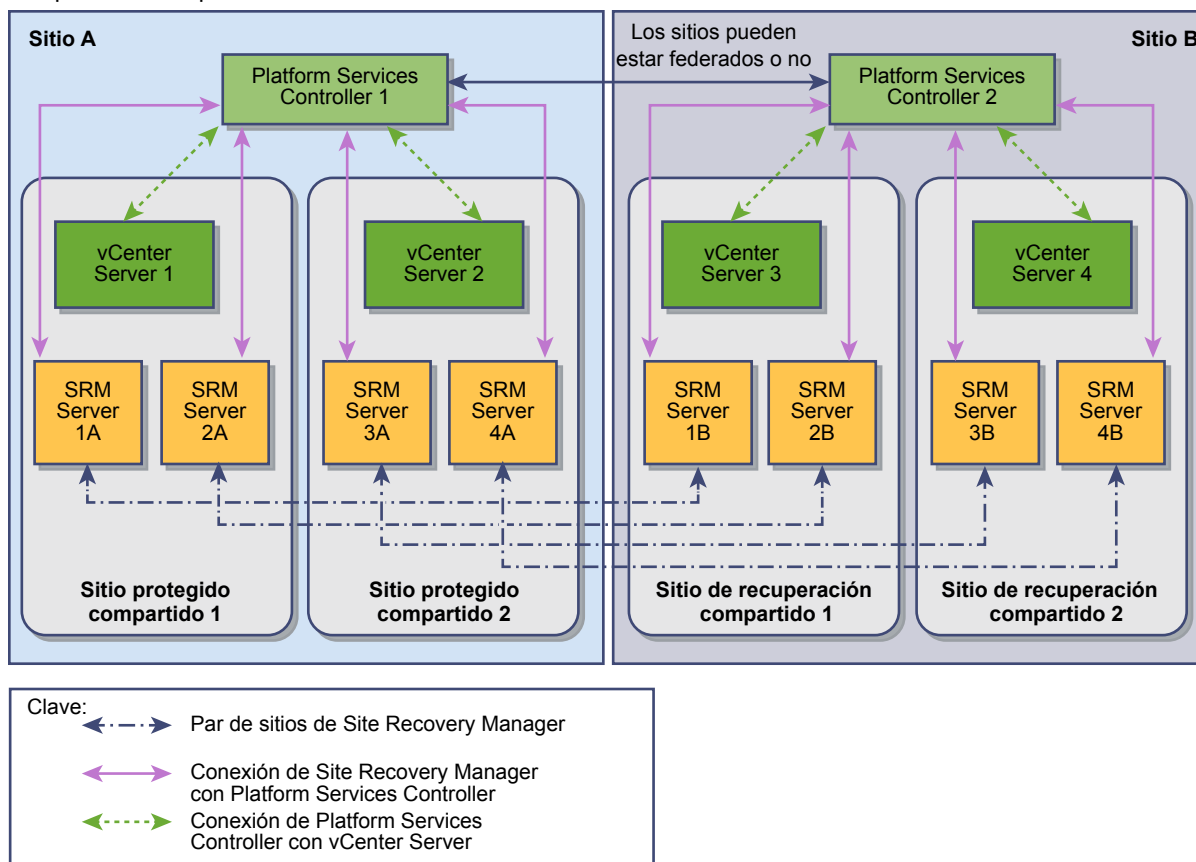 Sitio A
Los sitios pueden
estar federados o no
Sitio B
Platform Services
Controller 1
Platform Services
Controller 2
vCenter
Server 1
vCenter
Server 2
vCenter
Server 3
vCenter
Server 4
SRM
Server
1A
SRM
Server
2A
SRM
Server
3A
SRM
Server
4A
SRM
Server
1B
SRM
Server
2B
SRM
Server
3B
SRM
Server
4B
Sitio protegido
compartido 1
Sitio protegido
compartido 2
Sitio de recuperación
compartido 1
Sitio de recuperación
compartido 2
Clave:
Par de sitios de Site Recovery Manager
Conexión de Site Recovery Manager
con Platform Services Controller
Conexión de Platform Services
Controller con vCenter Server